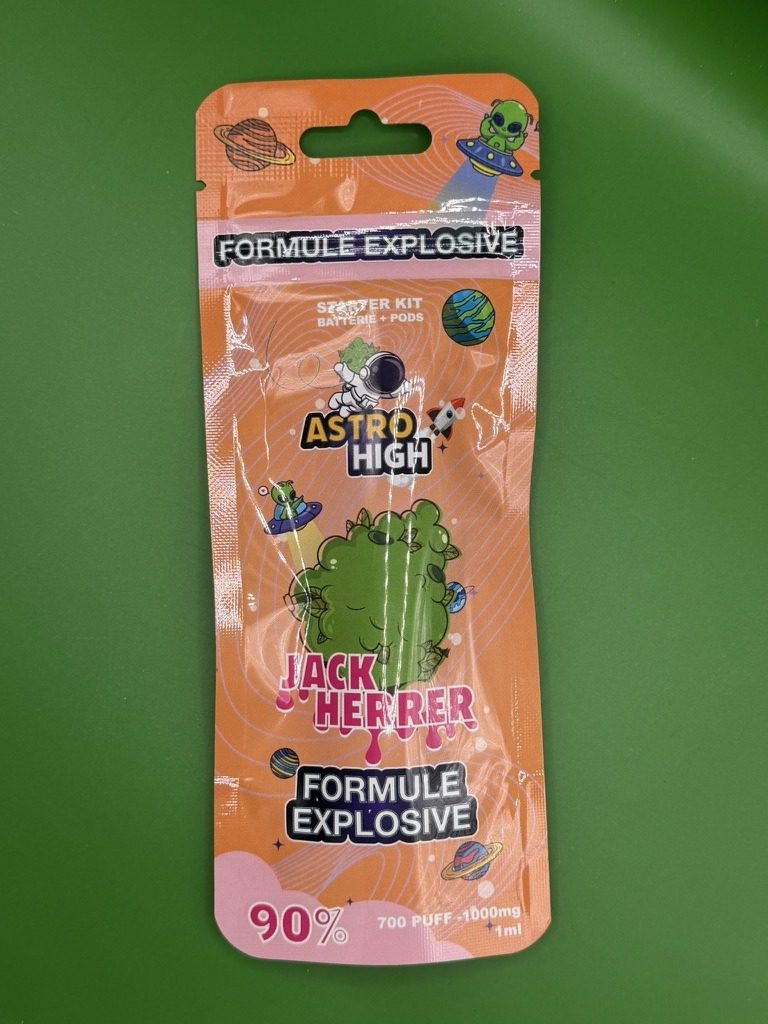 FORMULE EXPLOSIVE
STARTER KIT
BATTERIE + PODS
ASTRO
HIGH
JACK
HERRER
FORMULE
EXPLOSIVE
90%
700 PUFF -1000mg
1ml